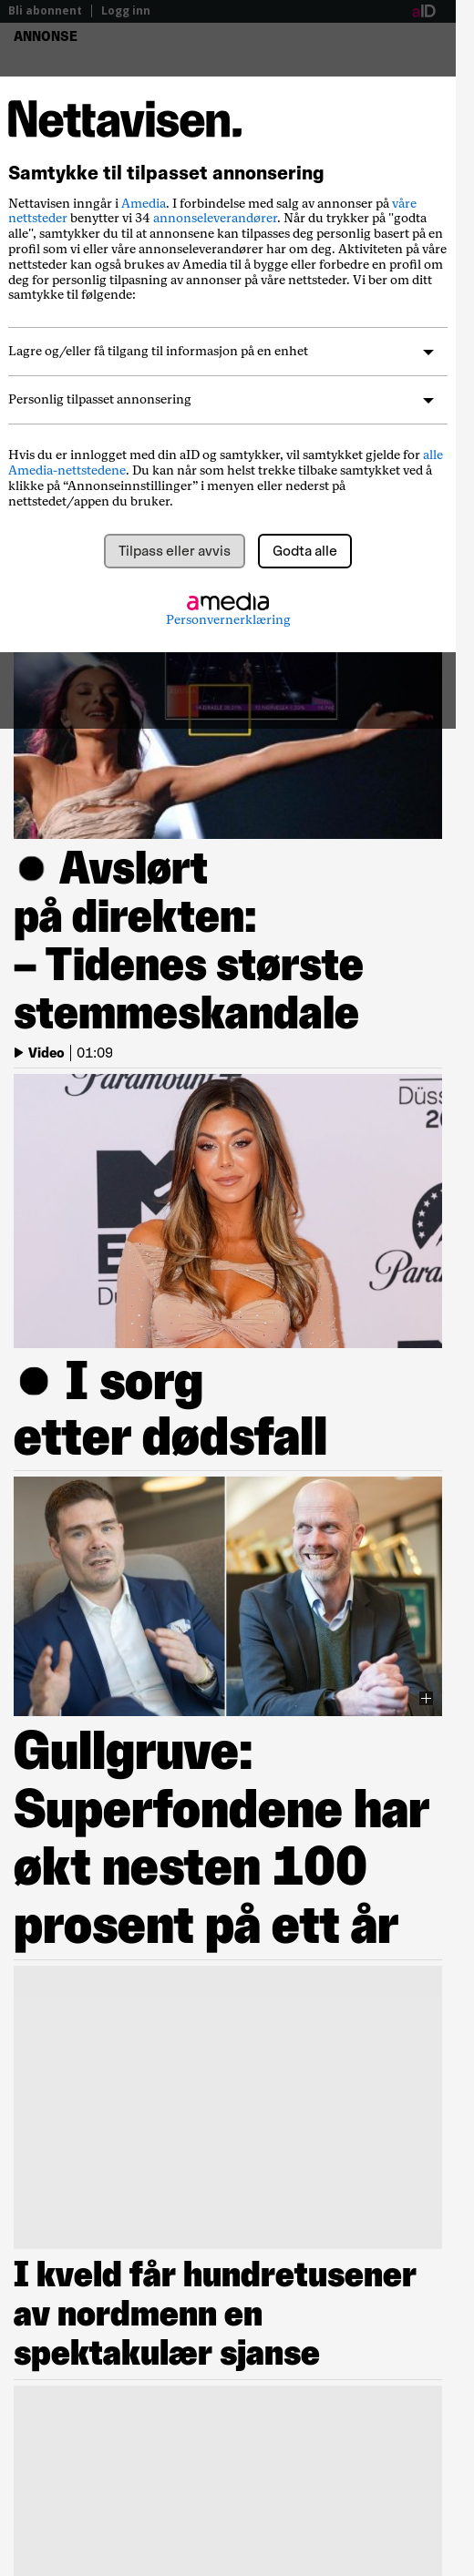 Bli abonnent | Logg inn
aID
ANNONSE
Nettavisen.
Samtykke til tilpasset annonsering
Nettavisen inngår i Amedia. I forbindelse med salg av annonser på våre
nettsteder benytter vi 34 annonseleverandører. Når du trykker på "godta
alle", samtykker du til at annonsene kan tilpasses deg personlig basert på en
profil som vi eller våre annonseleverandører har om deg. Aktiviteten på våre
nettsteder kan også brukes av Amedia til å bygge eller forbedre en profil om
deg for personlig tilpasning av annonser på våre nettsteder. Vi ber om ditt
samtykke til følgende:
Lagre og/eller få tilgang til informasjon på en enhet
Personlig tilpasset annonsering
Hvis du er innlogget med din aID og samtykker, vil samtykket gjelde for alle
Amedia-nettstedene. Du kan når som helst trekke tilbake samtykket ved å
klikke på “Annonseinnstillinger” i menyen eller nederst på
nettstedet/appen du bruker.
Tilpass eller avvis
Godta alle
amedia
Personvernerklæring
Avslørt
på direkten:
– Tidenes største
stemmeskandale
Video | 01:09
Paramount
I sorg
etter dødsfall
Gullgruve:
Superfondene har
økt nesten 100
prosent på ett år
I kveld får hundretusener
av nordmenn en
spektakulær sjanse